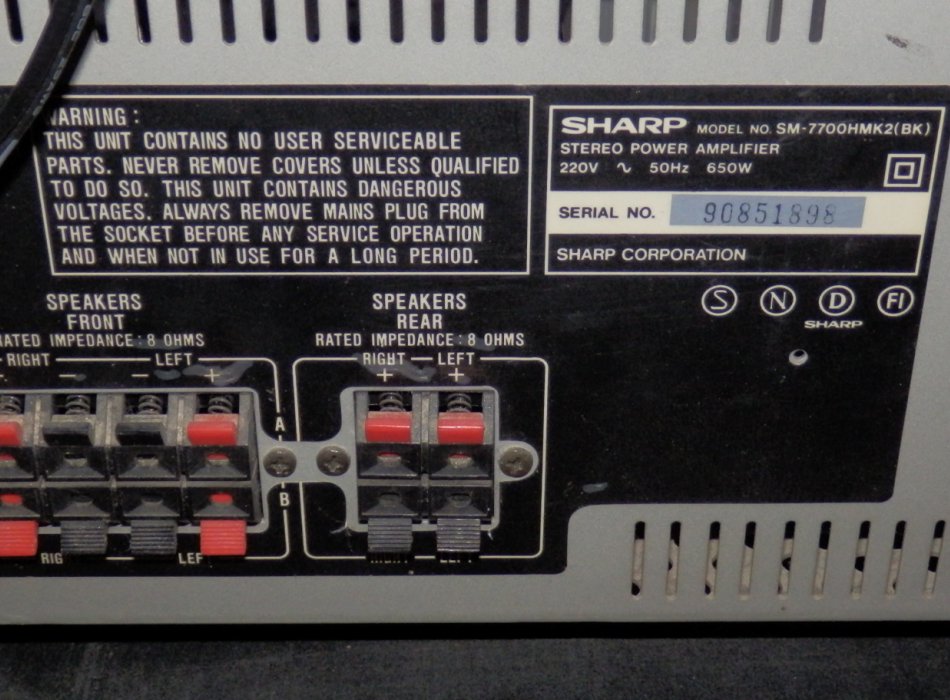 WARNING:
THIS UNIT CONTAINS NO USER SERVICEABLE
PARTS. NEVER REMOVE COVERS UNLESS QUALIFIED
TO DO SO. THIS UNIT CONTAINS DANGEROUS
VOLTAGES. ALWAYS REMOVE MAINS PLUG FROM
THE SOCKET BEFORE ANY SERVICE OPERATION
AND WHEN NOT IN USE FOR A LONG PERIOD.
SHARP MODEL NO. SM-7700HMK2(BK)
STEREO POWER AMPLIFIER
220V ∿ 50Hz 650W
SERIAL NO. 90851898
SHARP CORPORATION
S N D FI
SHARP
SPEAKERS
FRONT
RATED IMPEDANCE: 8 OHMS
RIGHT LEFT
- - +
A
B
SPEAKERS
REAR
RATED IMPEDANCE: 8 OHMS
RIGHT LEFT
+ +